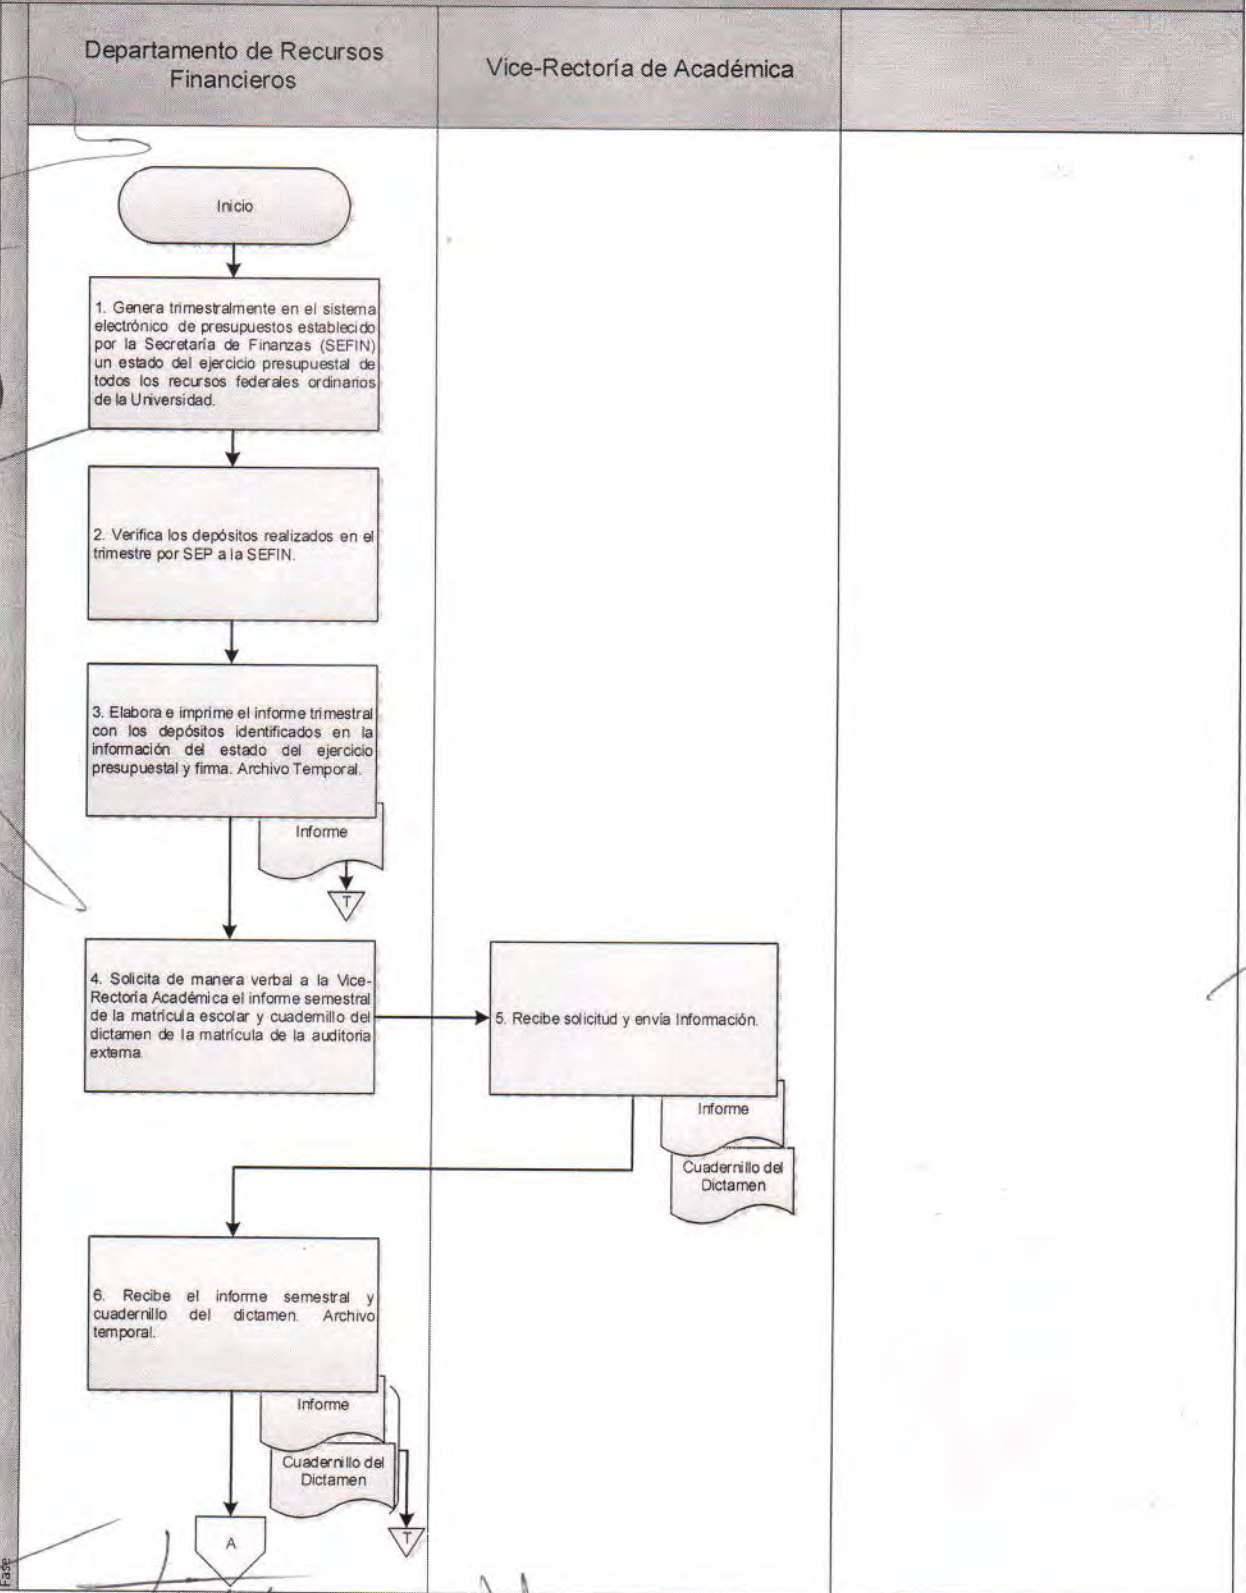 Departamento de Recursos
Financieros
Vice-Rectoría de Académica
Inicio
1. Genera trimestralmente en el sistema
electrónico de presupuestos establecido
por la Secretaría de Finanzas (SEFIN)
un estado del ejercicio presupuestal de
todos los recursos federales ordinarios
de la Universidad.
2. Verifica los depósitos realizados en el
trimestre por SEP a la SEFIN.
3. Elabora e imprime el informe trimestral
con los depósitos identificados en la
información del estado del ejercicio
presupuestal y firma. Archivo Temporal.
Informe
T
4. Solicita de manera verbal a la Vice-
Rectoría Académica el informe semestral
de la matrícula escolar y cuadernillo del
dictamen de la matrícula de la auditoria
externa.
5. Recibe solicitud y envía Información.
Informe
Cuadernillo del
Dictamen
6. Recibe el informe semestral y
cuadernillo del dictamen. Archivo
temporal.
Informe
Cuadernillo del
Dictamen
T
A
Fase